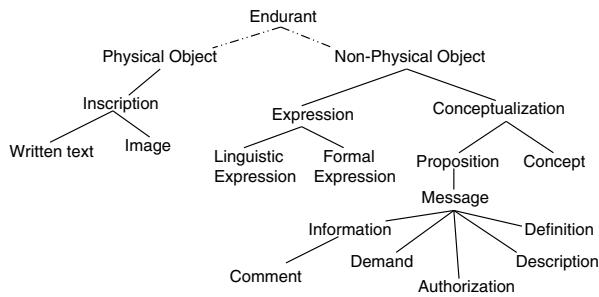 Endurant
Physical Object
Non-Physical Object
Inscription
Expression
Conceptualization
Written text
Image
Linguistic
Expression
Formal
Expression
Proposition
Concept
Message
Information
Definition
Comment
Demand
Description
Authorization